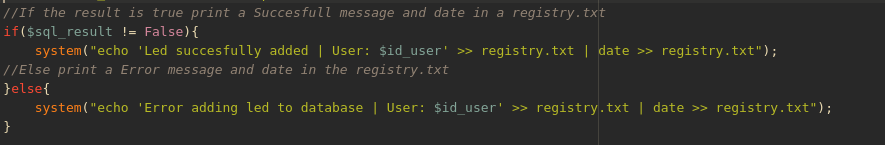 //If the result is true print a Succesfull message and date in a registry.txt
if($sql_result != False){
    system("echo 'Led succesfully added | User: $id_user' >> registry.txt | date >> registry.txt");
//Else print a Error message and date in the registry.txt
}else{
    system("echo 'Error adding led to database | User: $id_user' >> registry.txt | date >> registry.txt");
}